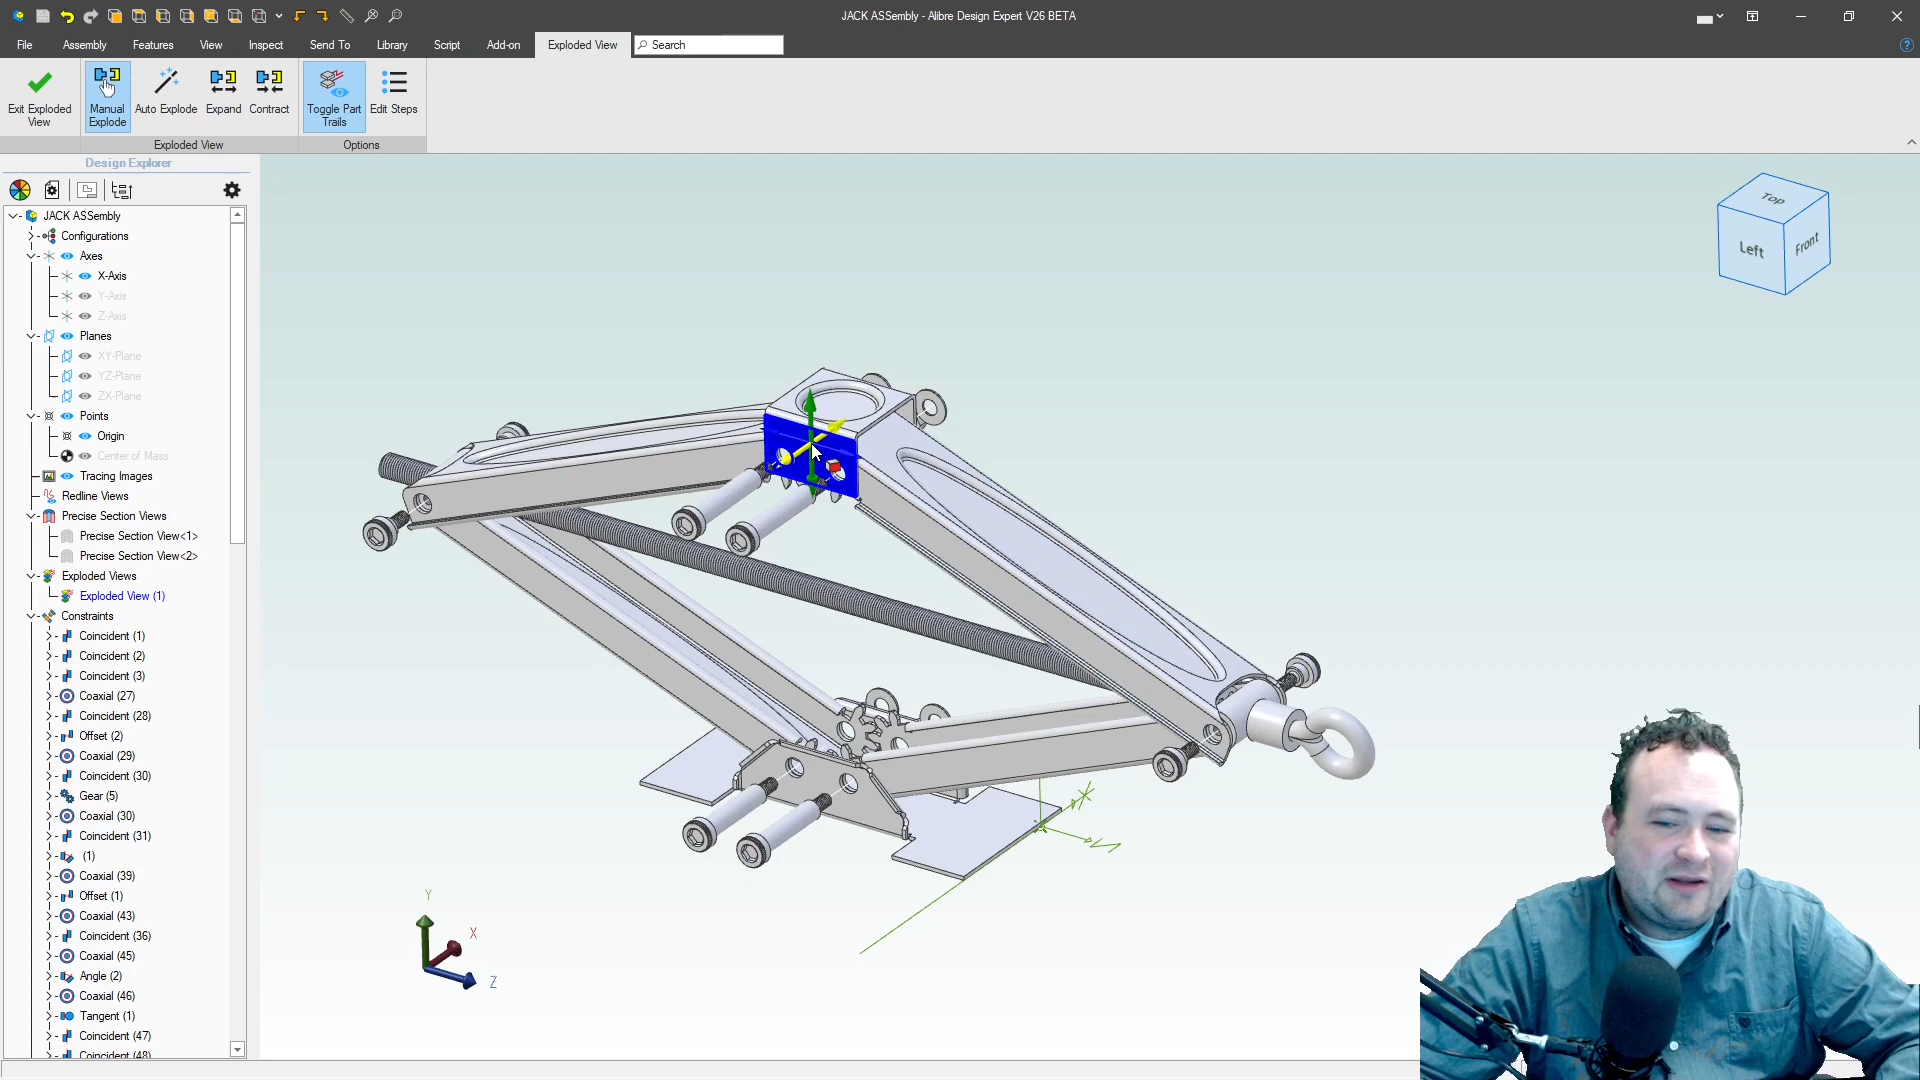 JACK ASSembly - Alibre Design Expert V26 BETA
File Assembly Features View Inspect Send To Library Script Add-on Exploded View Search
Exit Exploded View
Manual Explode
Auto Explode
Expand
Contract
Toggle Part Trails
Edit Steps
Exploded View
Options
Design Explorer
JACK ASSembly
Configurations
Axes
X-Axis
Y-Axis
Z-Axis
Planes
XY-Plane
YZ-Plane
ZX-Plane
Points
Origin
Center of Mass
Tracing Images
Redline Views
Precise Section Views
Precise Section View<1>
Precise Section View<2>
Exploded Views
Exploded View (1)
Constraints
Coincident (1)
Coincident (2)
Coincident (3)
Coaxial (27)
Coincident (28)
Offset (2)
Coaxial (29)
Coincident (30)
Gear (5)
Coaxial (30)
Coincident (31)
(1)
Coaxial (39)
Offset (1)
Coaxial (43)
Coincident (36)
Coaxial (45)
Angle (2)
Coaxial (46)
Tangent (1)
Coincident (47)
Coincident (48)
Top
Left
Front
Y
X
Z
X
Z